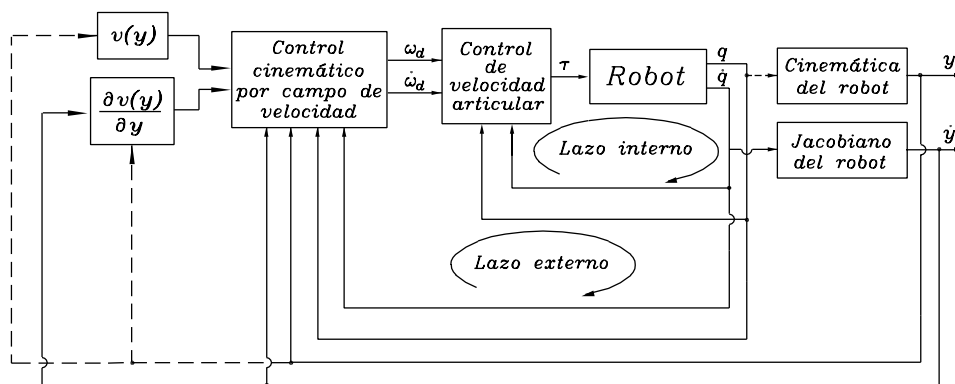 v(y)
∂v(y)
∂y
Control
cinemático
por campo de
velocidad
ω_d
ω̇_d
Control
de
velocidad
articular
τ
Robot
q
q̇
Cinemática
del robot
y
Jacobiano
del robot
ẏ
Lazo interno
Lazo externo